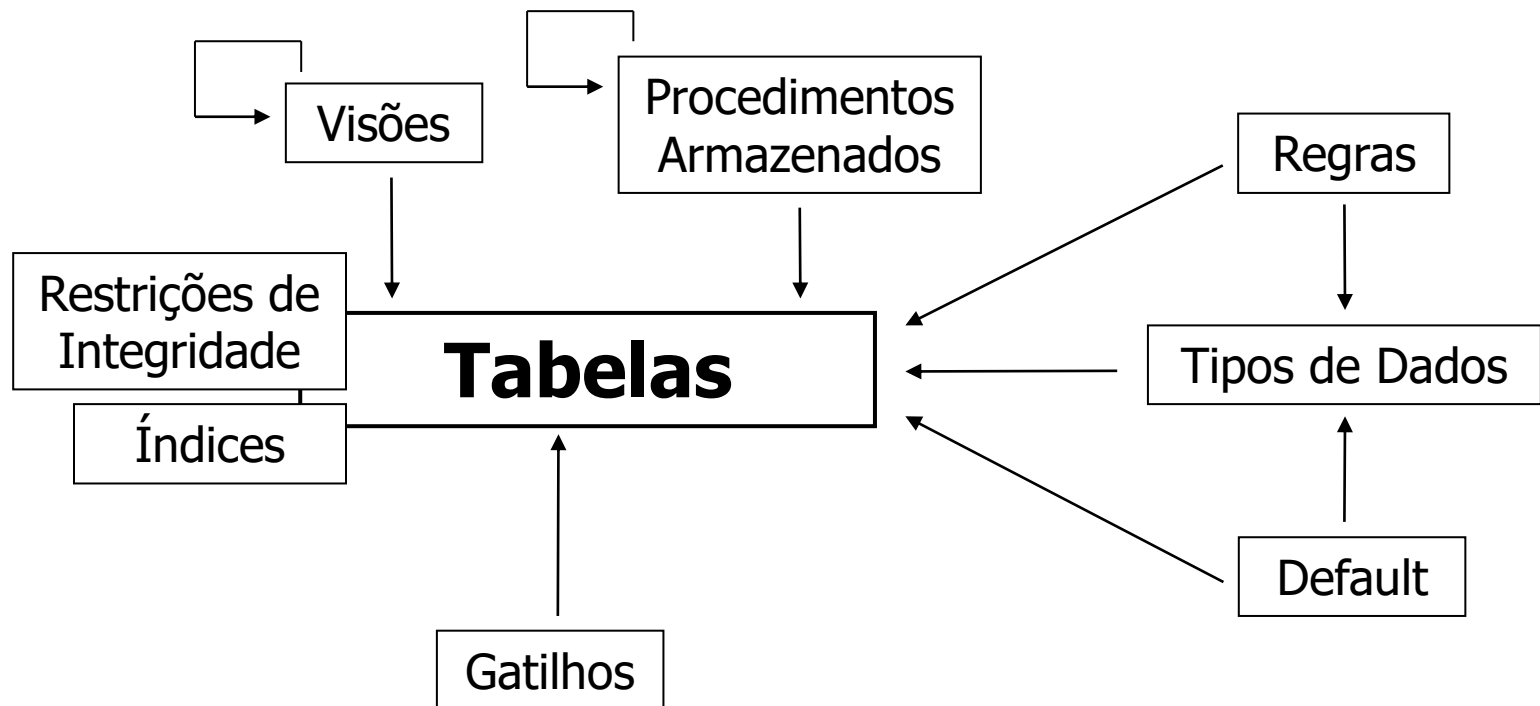 Visões
Procedimentos
Armazenados
Regras
Restrições de
Integridade
Tabelas
Tipos de Dados
Índices
Default
Gatilhos